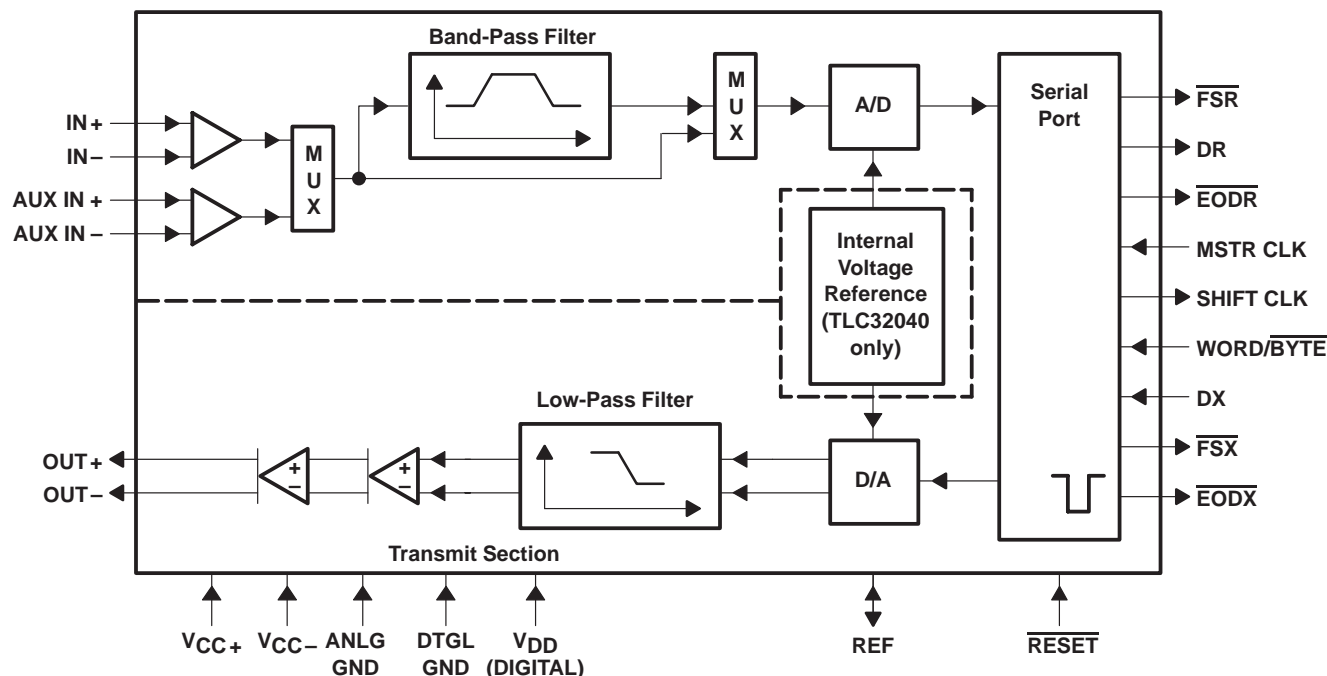 Band-Pass Filter
M
U
X
A/D
Serial
Port
FSR
IN+
IN−
M
U
X
DR
AUX IN +
AUX IN −
EODR
Internal
Voltage
Reference
(TLC32040
only)
MSTR CLK
SHIFT CLK
WORD/BYTE
Low-Pass Filter
DX
OUT+
OUT−
+
−
+
−
D/A
FSX
EODX
Transmit Section
VCC+
VCC−
ANLG
GND
DTGL
GND
VDD
(DIGITAL)
REF
RESET